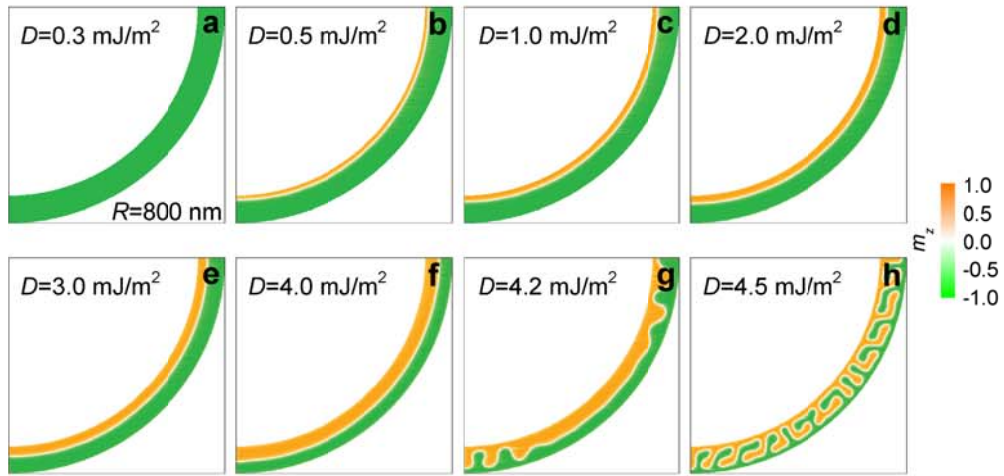 a
D=0.3 mJ/m²
R=800 nm
b
D=0.5 mJ/m²
c
D=1.0 mJ/m²
d
D=2.0 mJ/m²
e
D=3.0 mJ/m²
f
D=4.0 mJ/m²
g
D=4.2 mJ/m²
h
D=4.5 mJ/m²
m_z
1.0
0.5
0.0
-0.5
-1.0